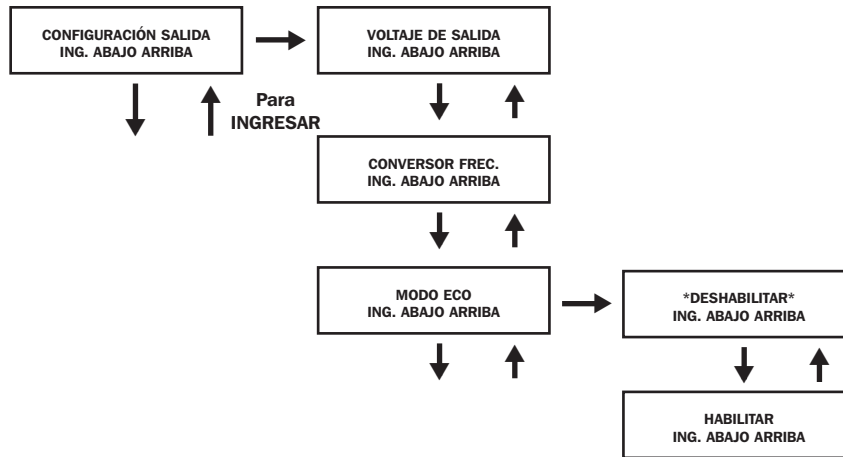 CONFIGURACIÓN SALIDA
ING. ABAJO ARRIBA
VOLTAJE DE SALIDA
ING. ABAJO ARRIBA
Para
INGRESAR
CONVERSOR FREC.
ING. ABAJO ARRIBA
MODO ECO
ING. ABAJO ARRIBA
*DESHABILITAR*
ING. ABAJO ARRIBA
HABILITAR
ING. ABAJO ARRIBA